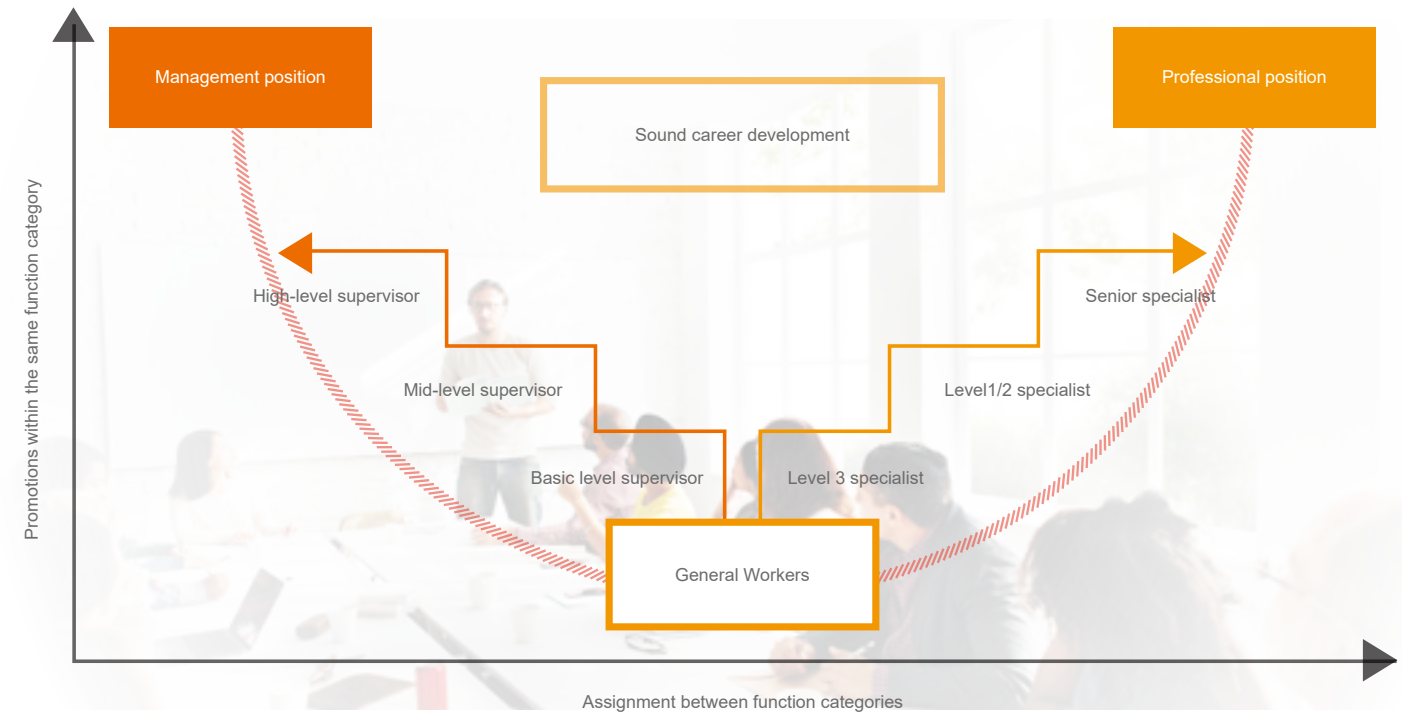 Management position
Professional position
Sound career development
Promotions within the same function category
High-level supervisor
Senior specialist
Mid-level supervisor
Level1/2 specialist
Basic level supervisor
Level 3 specialist
General Workers
Assignment between function categories